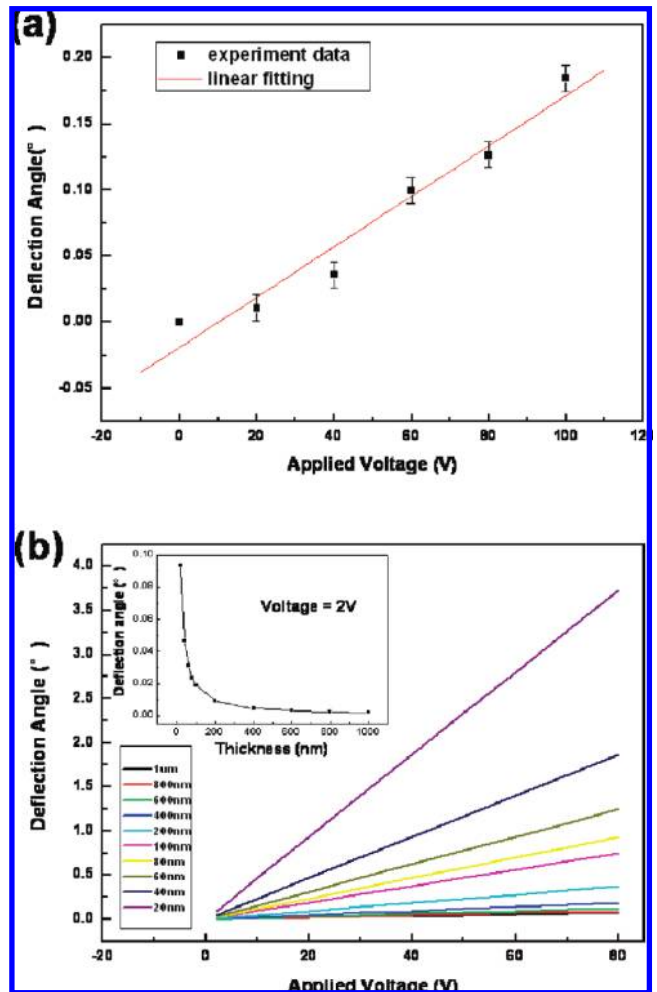 (a)
0.20
0.15
0.10
0.05
0.00
-0.05
Deflection Angle(°
experiment data
linear fitting
-20 0 20 40 60 80 100 120
Applied Voltage (V)
(b)
4.0
3.5
3.0
2.5
2.0
1.5
1.0
0.5
0.0
Deflection Angle (° )
0.10
0.08
0.06
0.04
0.02
0.00
Deflection angle (°)
Voltage = 2V
0 200 400 600 800 1000
Thickness (nm)
1um
800nm
600nm
400nm
200nm
100nm
80nm
60nm
40nm
20nm
-20 0 20 40 60 80
Applied Voltage (V)